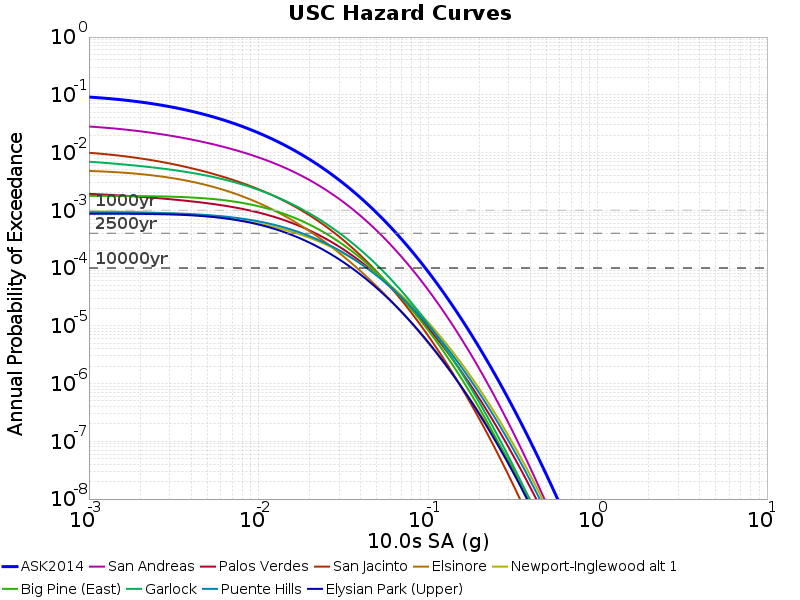 USC Hazard Curves
Annual Probability of Exceedance
10^0
10^-1
10^-2
10^-3
10^-4
10^-5
10^-6
10^-7
10^-8
1000yr
2500yr
10000yr
10^-3 10^-2 10^-1 10^0 10^1
10.0s SA (g)
ASK2014 San Andreas Palos Verdes San Jacinto Elsinore Newport-Inglewood alt 1
Big Pine (East) Garlock Puente Hills Elysian Park (Upper)